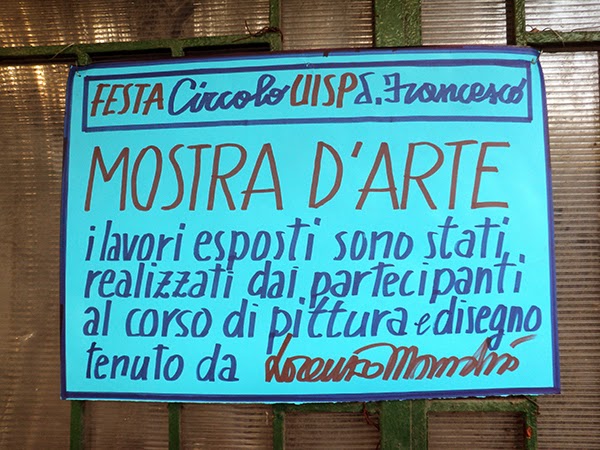 FESTA Circolo UISP S. Francesco
MOSTRA D'ARTE
i lavori esposti sono stati
realizzati dai partecipanti
al corso di pittura e disegno
tenuto da Lorenzo